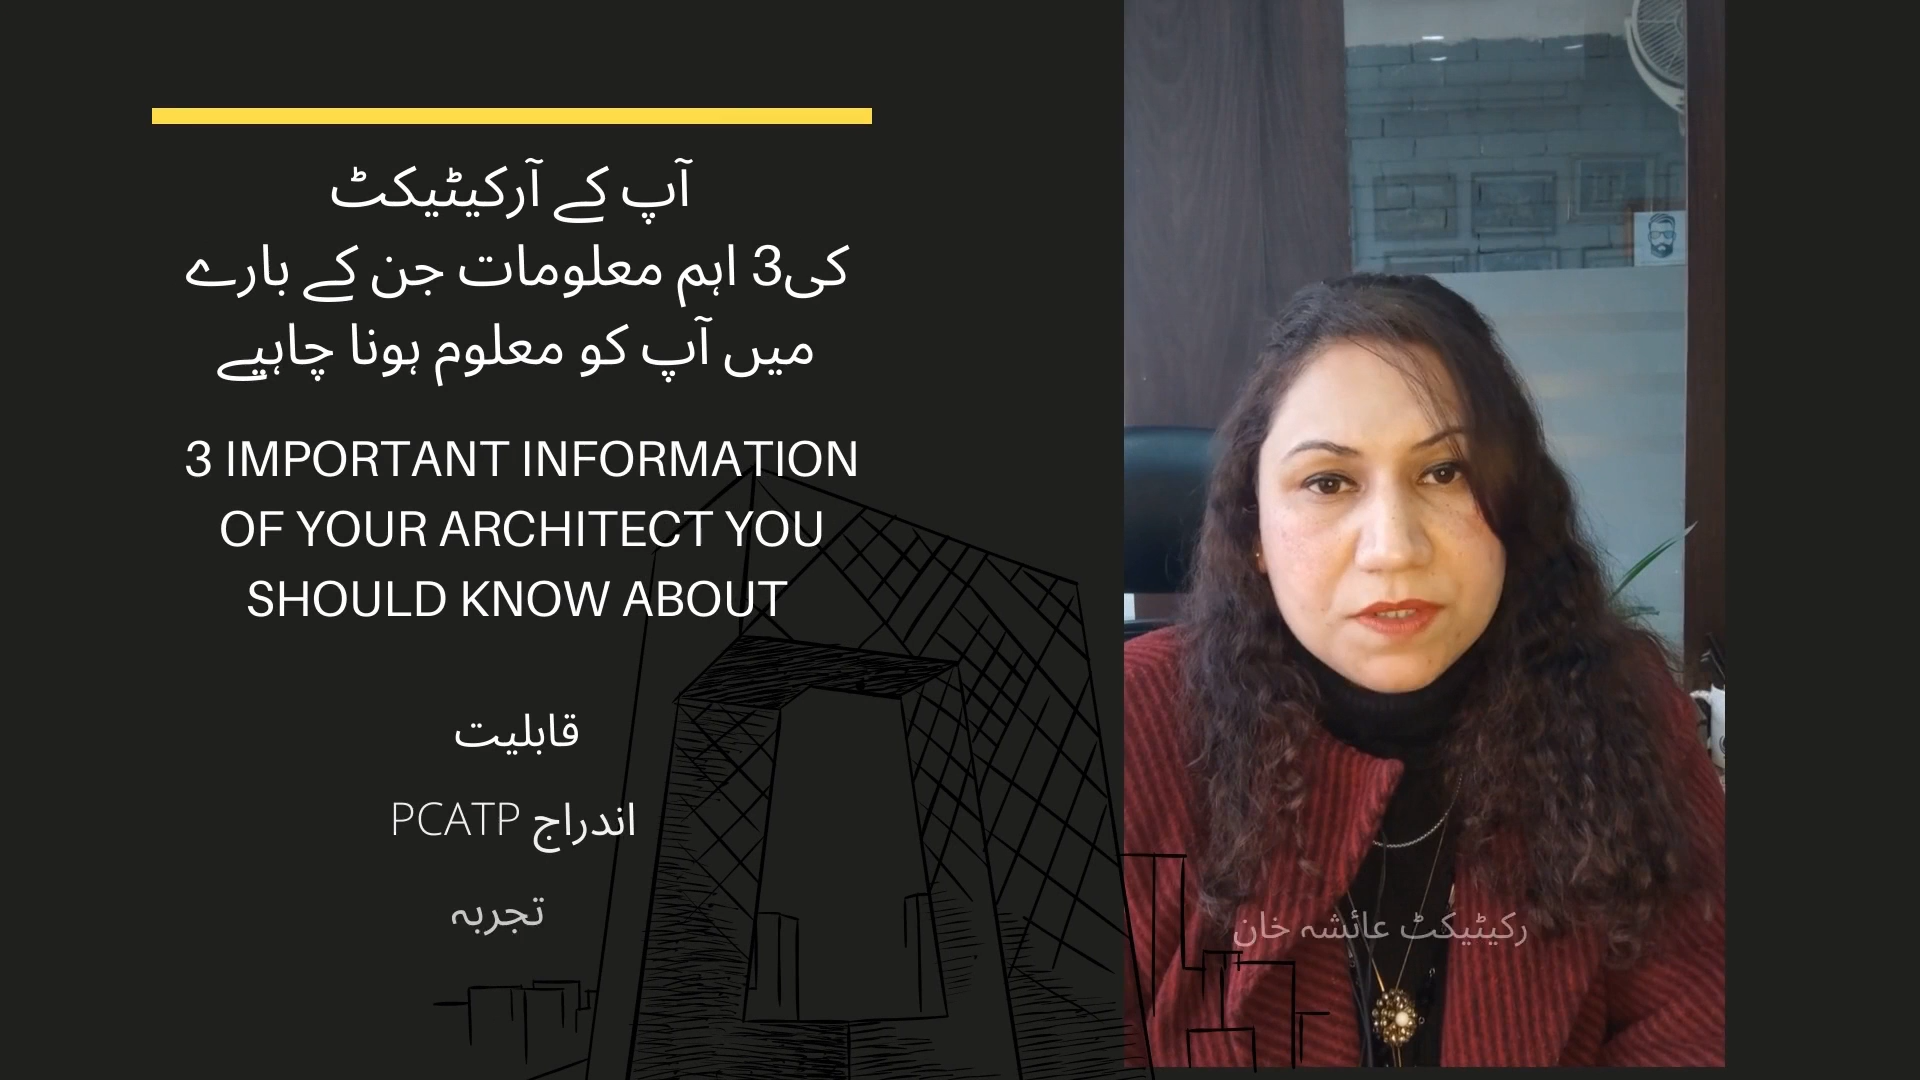 آپ کے آرکیٹیکٹ
کی3 اہم معلومات جن کے بارے
میں آپ کو معلوم ہونا چاہیے
3 IMPORTANT INFORMATION
OF YOUR ARCHITECT YOU
SHOULD KNOW ABOUT
قابلیت
اندراج PCATP
تجربہ
رکیٹیکٹ عائشہ خان